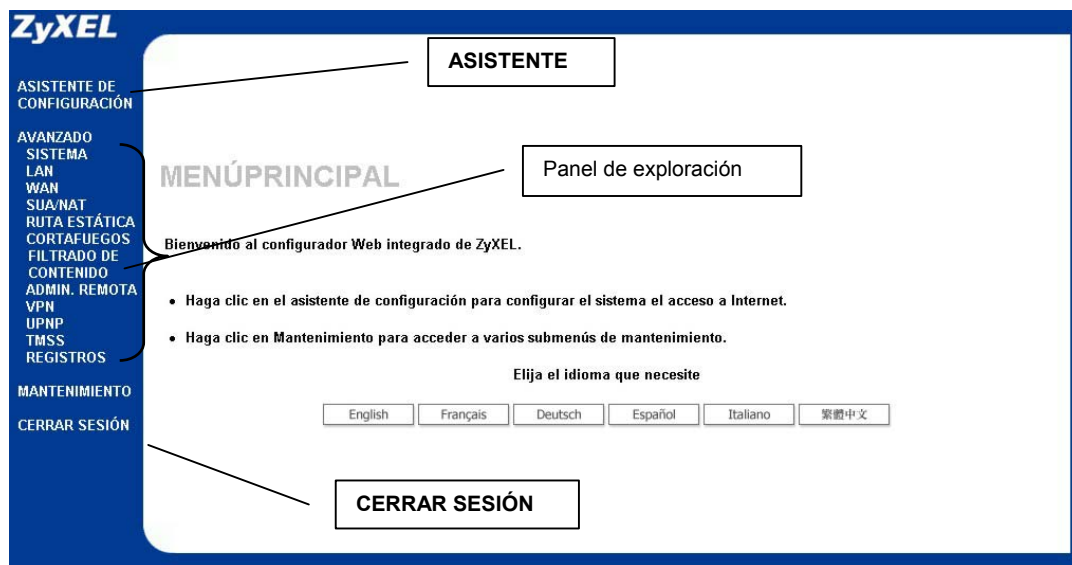 ZyXEL
ASISTENTE DE
CONFIGURACIÓN
AVANZADO
SISTEMA
LAN
WAN
SUA/NAT
RUTA ESTÁTICA
CORTAFUEGOS
FILTRADO DE
CONTENIDO
ADMIN. REMOTA
VPN
UPNP
TMSS
REGISTROS
MANTENIMIENTO
CERRAR SESIÓN
ASISTENTE
Panel de exploración
MENÚPRINCIPAL
Bienvenido al configurador Web integrado de ZyXEL.
• Haga clic en el asistente de configuración para configurar el sistema el acceso a Internet.
• Haga clic en Mantenimiento para acceder a varios submenús de mantenimiento.
Elija el idioma que necesite
English Français Deutsch Español Italiano 繁體中文
CERRAR SESIÓN